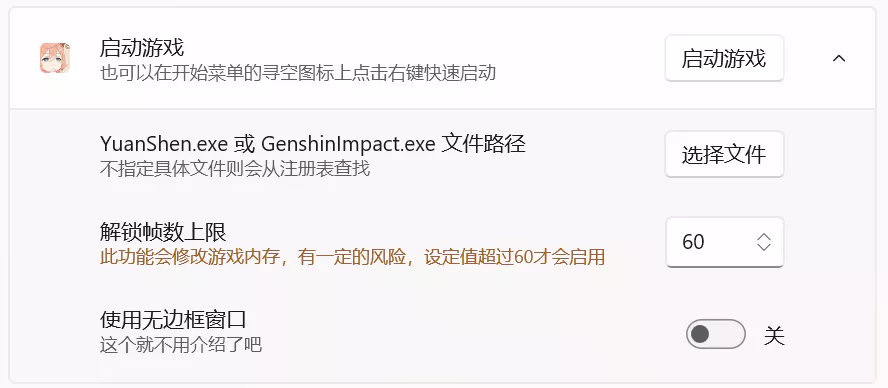 启动游戏
也可以在开始菜单的寻空图标上点击右键快速启动
启动游戏
YuanShen.exe 或 GenshinImpact.exe 文件路径
不指定具体文件则会从注册表查找
选择文件
解锁帧数上限
此功能会修改游戏内存，有一定的风险，设定值超过60才会启用
60
使用无边框窗口
这个就不用介绍了吧
关